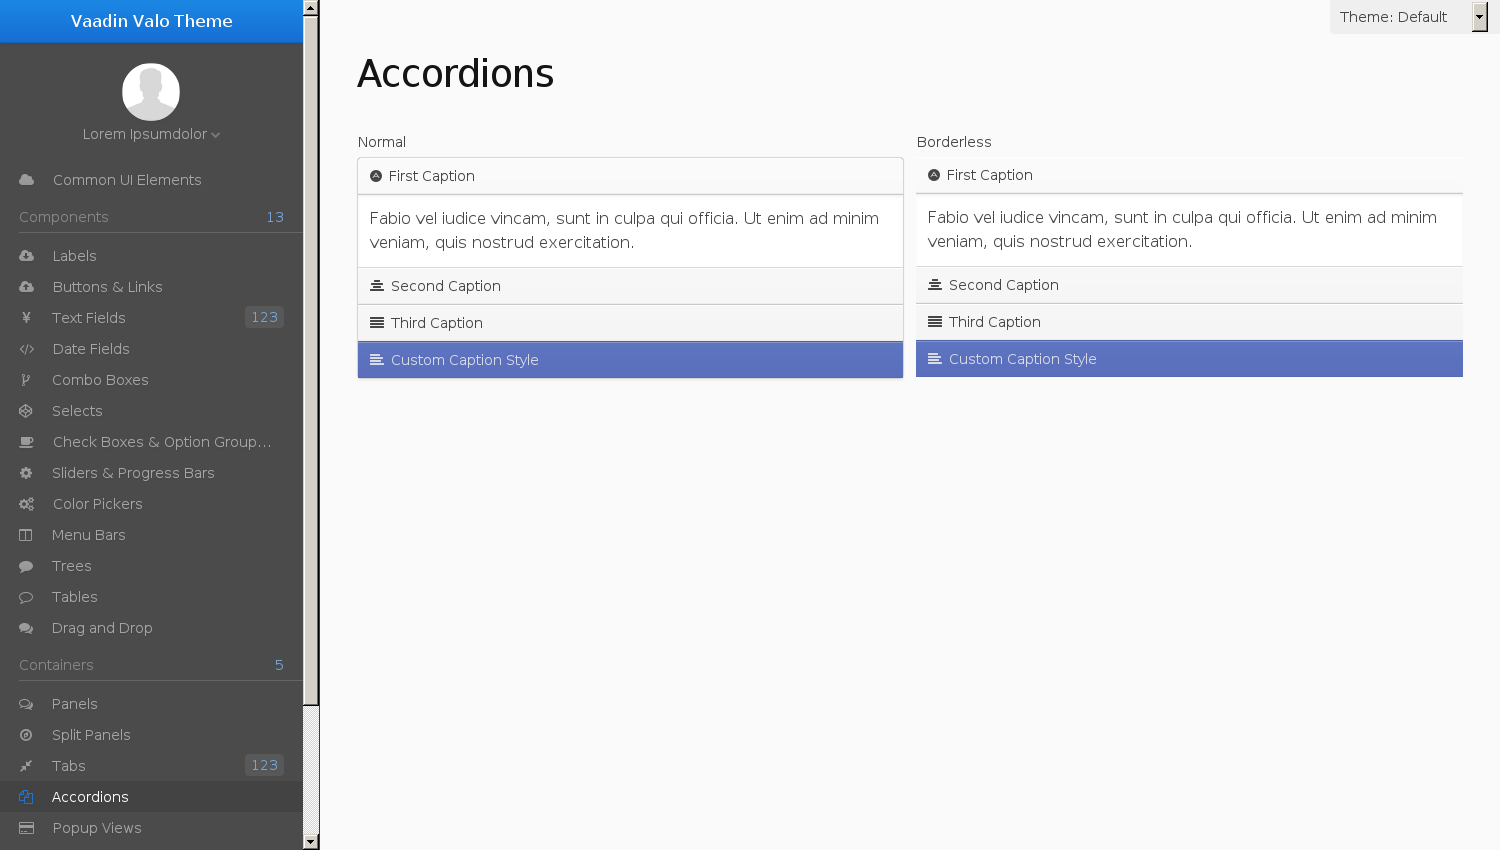 Vaadin Valo Theme
Lorem Ipsumdolor
Common UI Elements
Components 13
Labels
Buttons & Links
Text Fields 123
Date Fields
Combo Boxes
Selects
Check Boxes & Option Group...
Sliders & Progress Bars
Color Pickers
Menu Bars
Trees
Tables
Drag and Drop
Containers 5
Panels
Split Panels
Tabs 123
Accordions
Popup Views
Theme: Default
Accordions
Normal
First Caption
Fabio vel iudice vincam, sunt in culpa qui officia. Ut enim ad minim
veniam, quis nostrud exercitation.
Second Caption
Third Caption
Custom Caption Style
Borderless
First Caption
Fabio vel iudice vincam, sunt in culpa qui officia. Ut enim ad minim
veniam, quis nostrud exercitation.
Second Caption
Third Caption
Custom Caption Style